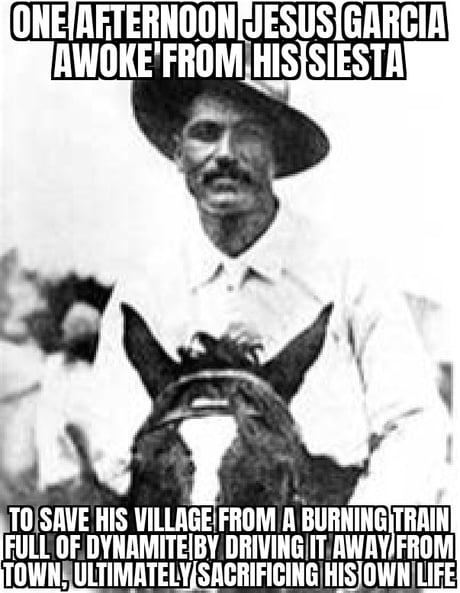 ONE AFTERNOON JESUS GARCIA
AWOKE FROM HIS SIESTA
TO SAVE HIS VILLAGE FROM A BURNING TRAIN
FULL OF DYNAMITE BY DRIVING IT AWAY FROM
TOWN, ULTIMATELY SACRIFICING HIS OWN LIFE